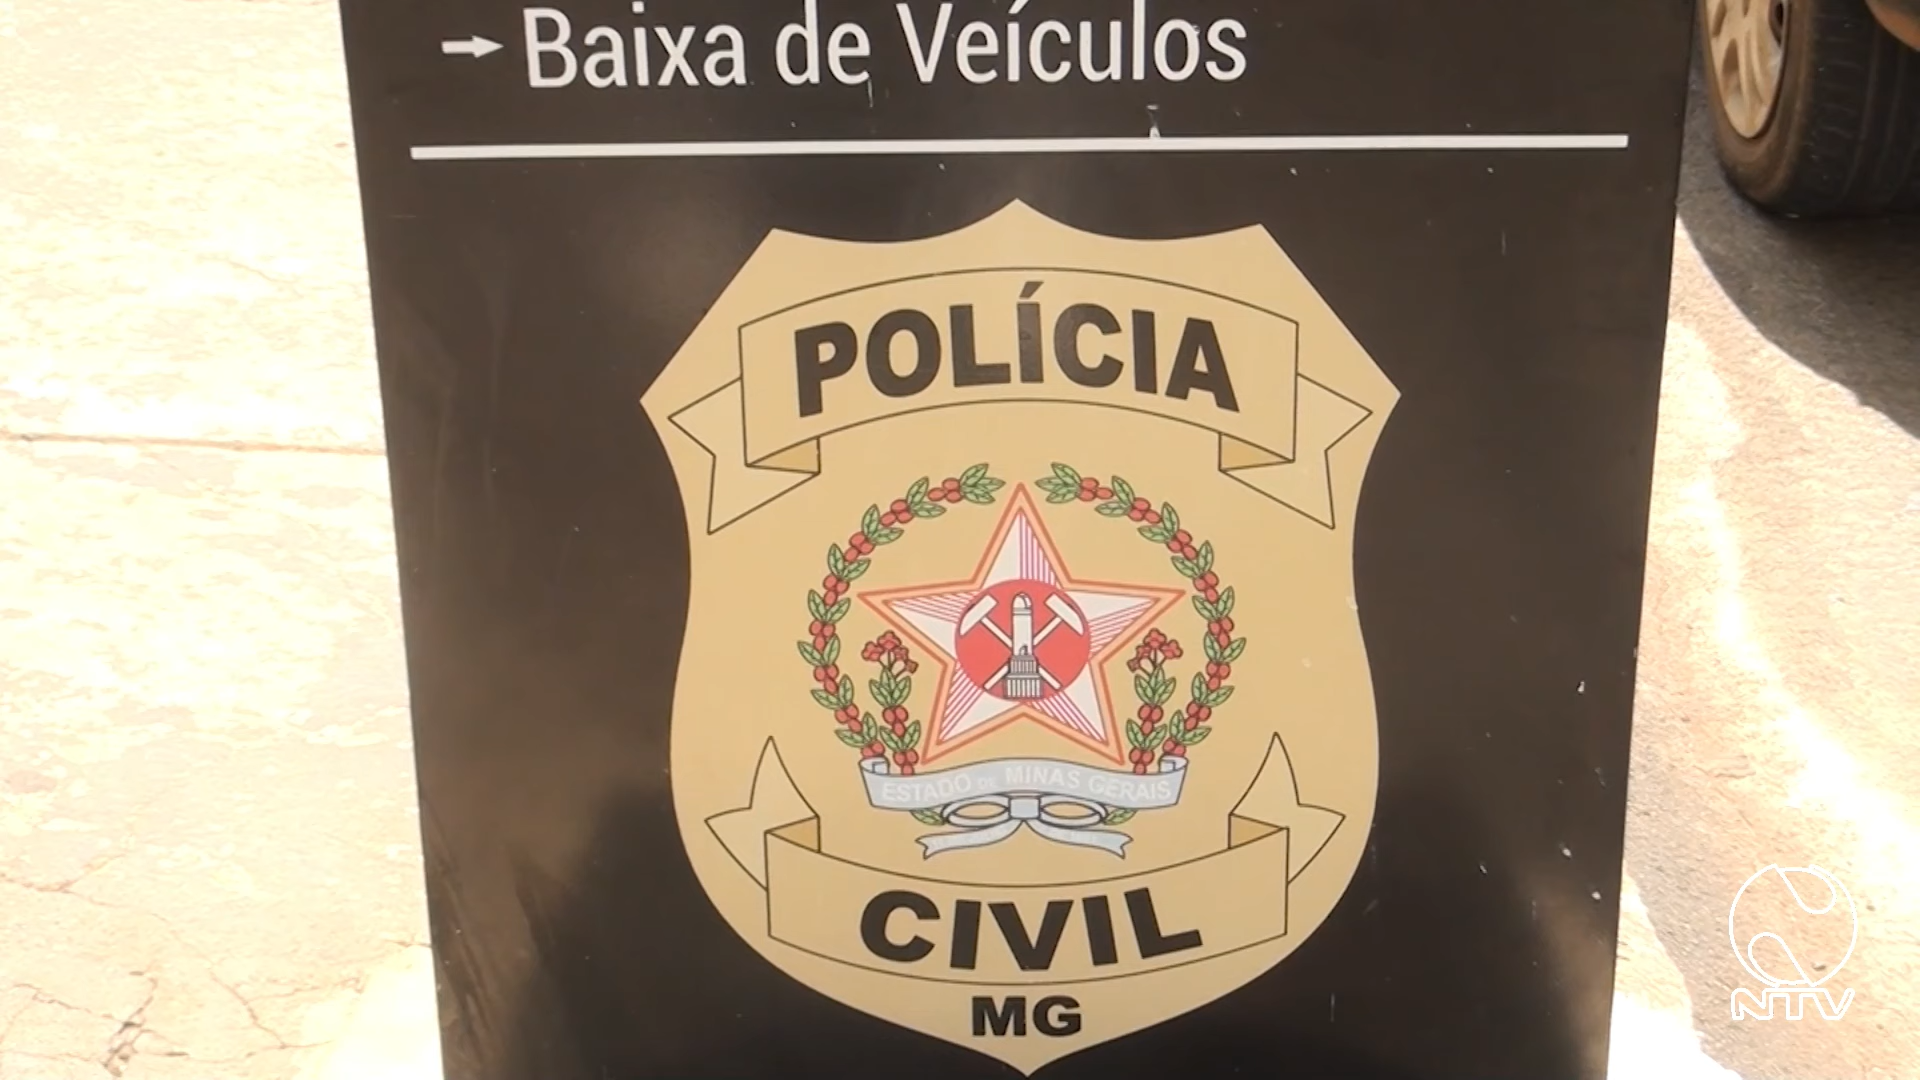 → Baixa de Veículos
POLÍCIA
ESTADO DE MINAS GERAIS
CIVIL
MG
NTV